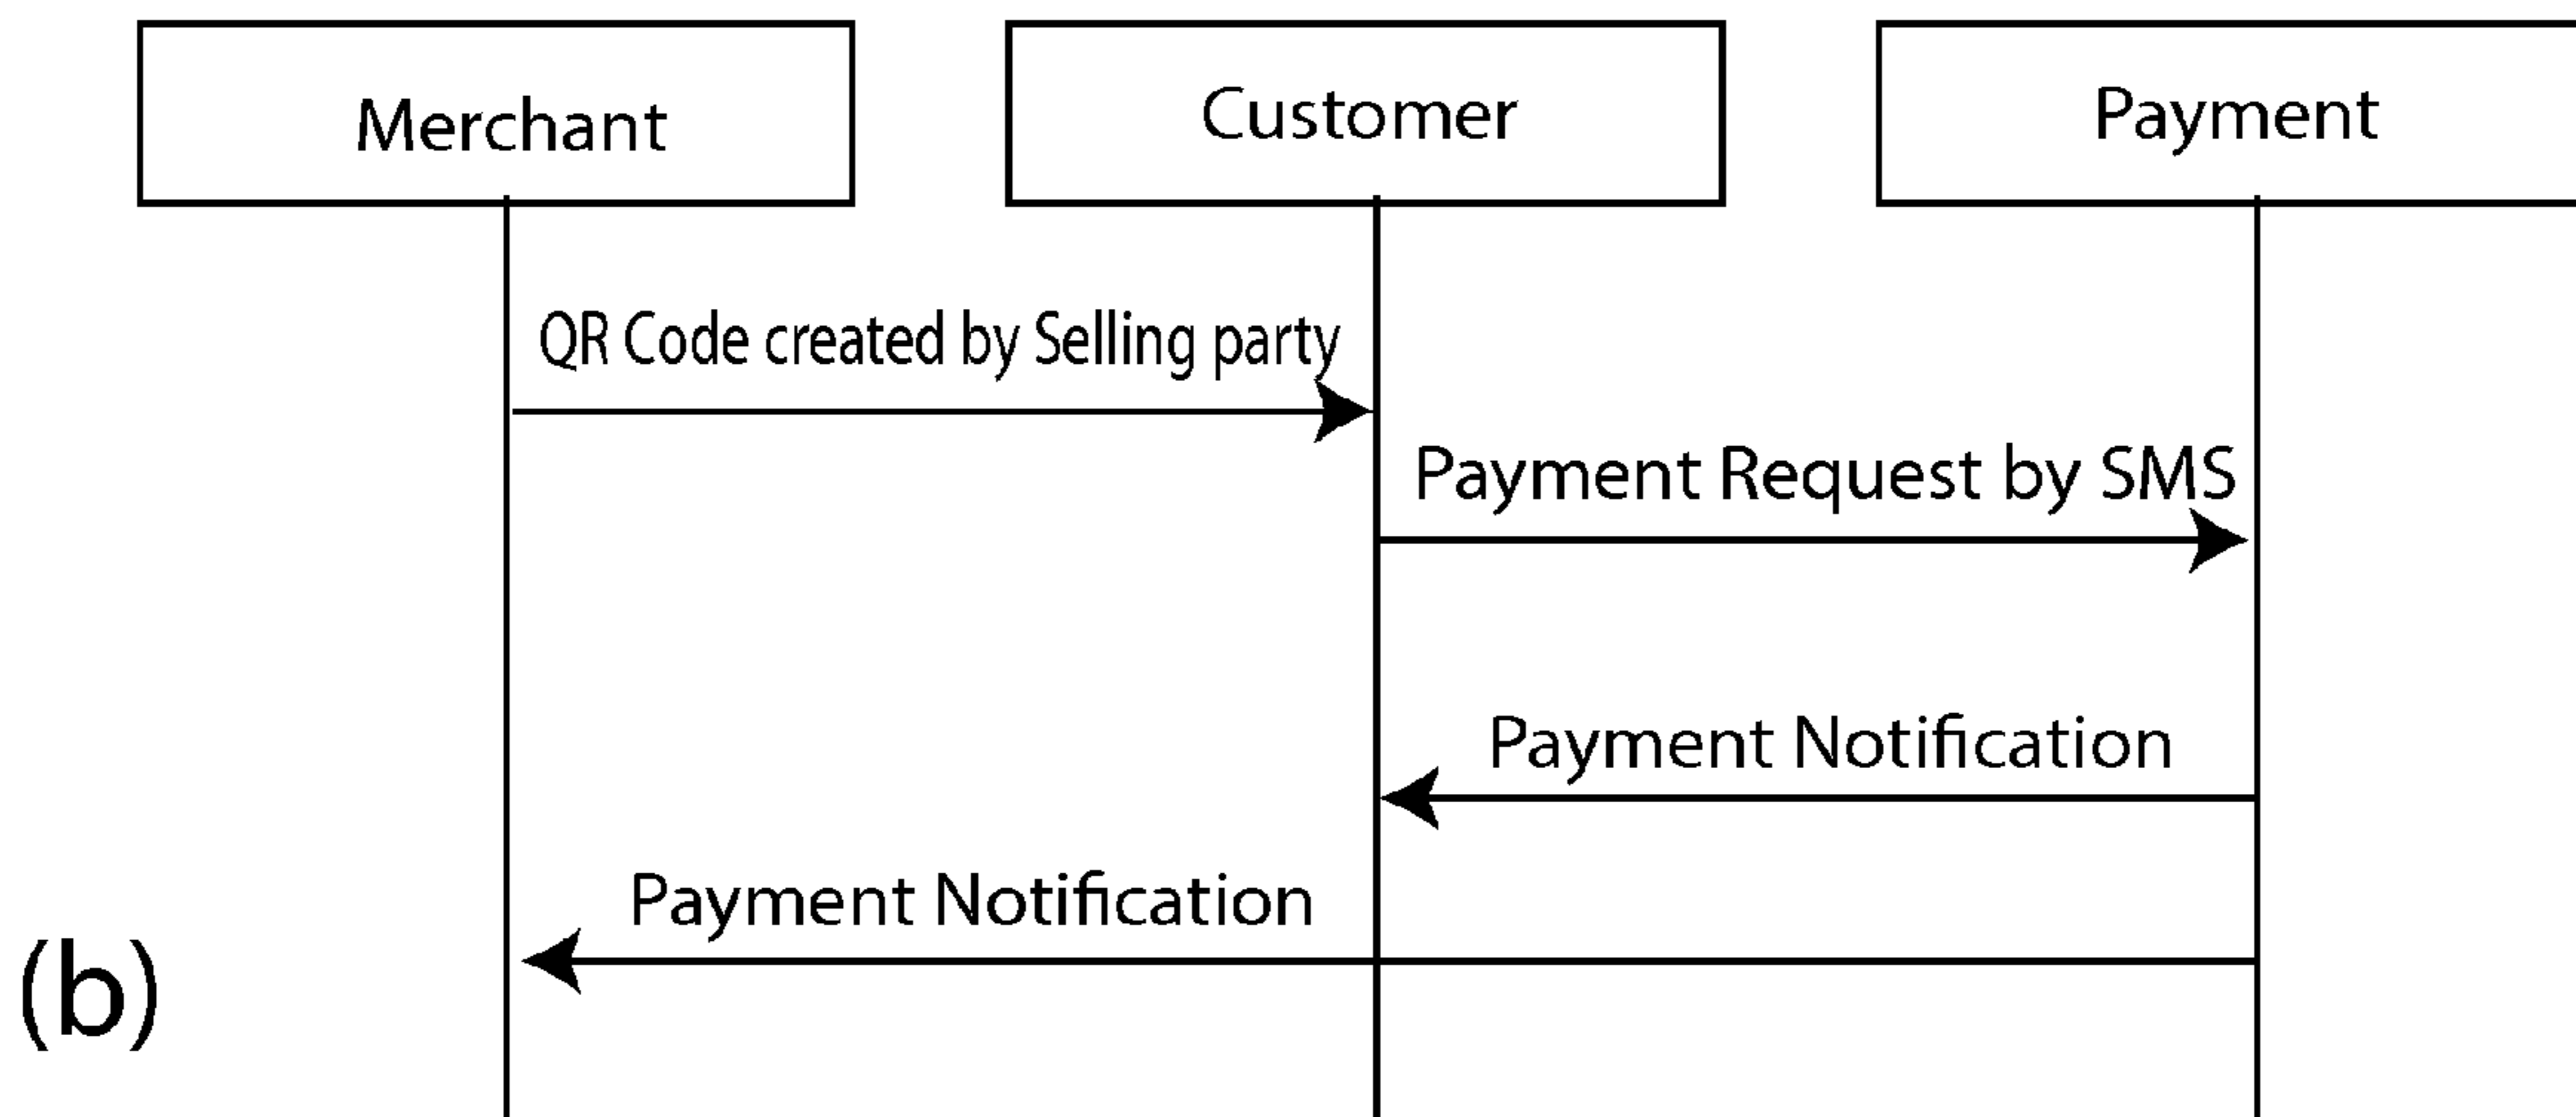 Merchant
Customer
Payment
QR Code created by Selling party
Payment Request by SMS
Payment Notification
Payment Notification
(b)